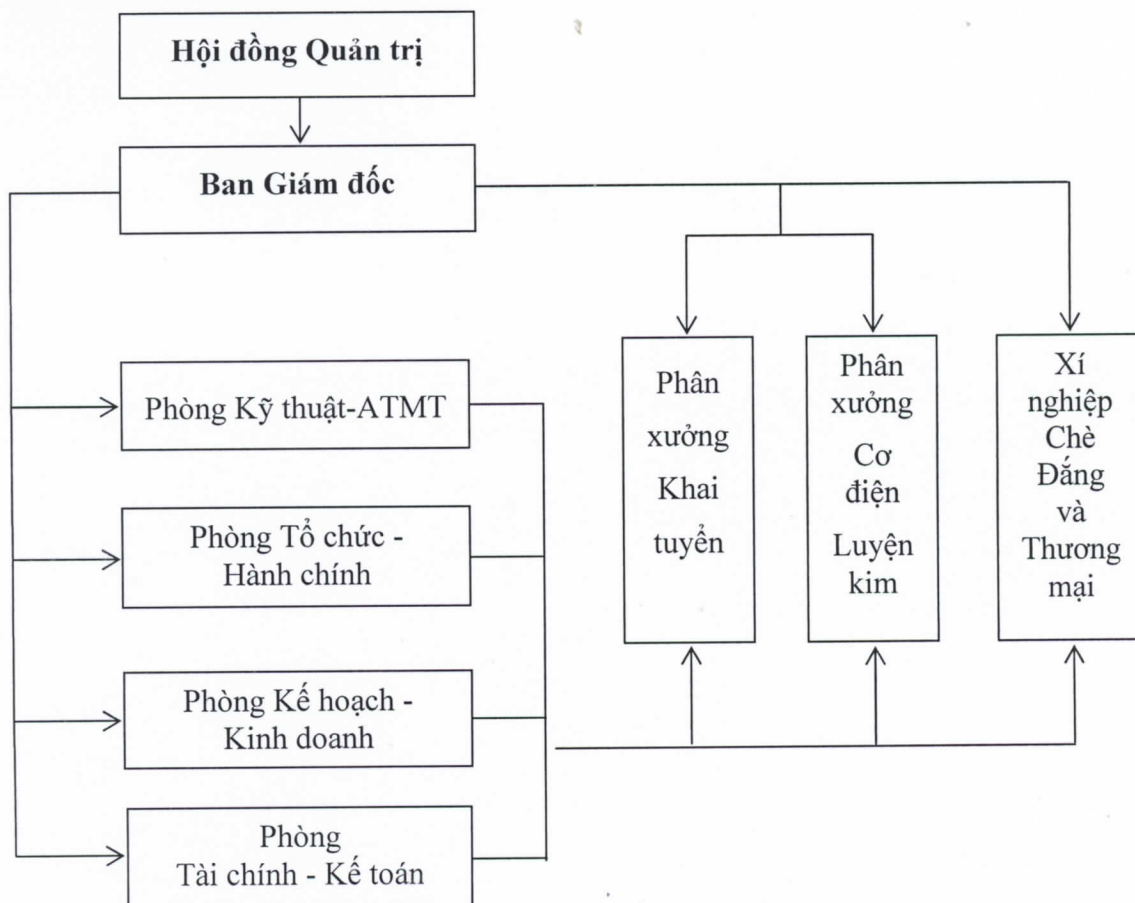 Hội đồng Quản trị
Ban Giám đốc
Phòng Kỹ thuật-ATMT
Phòng Tổ chức -
Hành chính
Phòng Kế hoạch -
Kinh doanh
Phòng
Tài chính - Kế toán
Phân
xưởng
Khai
tuyển
Phân
xưởng
Cơ
điện
Luyện
kim
Xí
nghiệp
Chè
Đắng
và
Thương
mại